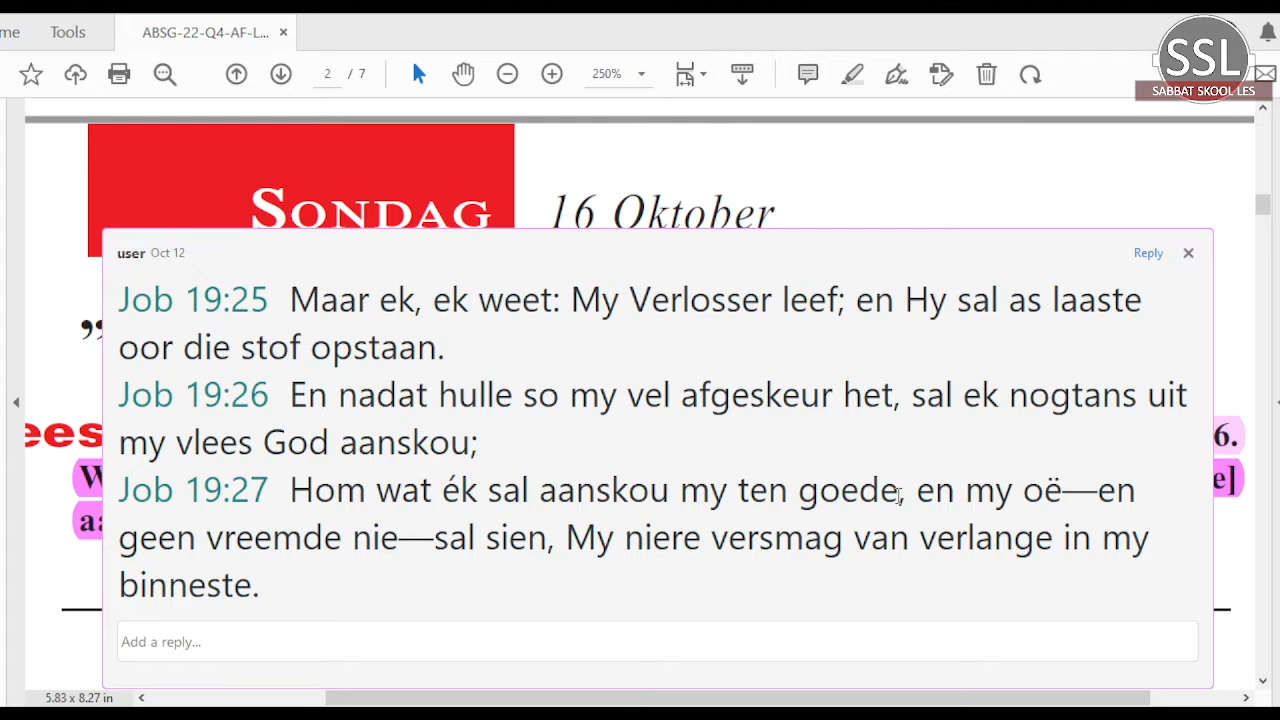 me Tools ABSG-22-Q4-AF-L... ×
2 / 7 250%
SSL
SABBAT SKOOL LES
SONDAG 16 Oktober
user Oct 12 Reply
Job 19:25 Maar ek, ek weet: My Verlosser leef; en Hy sal as laaste
oor die stof opstaan.
Job 19:26 En nadat hulle so my vel afgeskeur het, sal ek nogtans uit
my vlees God aanskou;
Job 19:27 Hom wat ék sal aanskou my ten goede, en my oë—en
geen vreemde nie—sal sien, My niere versmag van verlange in my
binneste.
Add a reply...
ees 6.
W e]
5.83 x 8.27 in